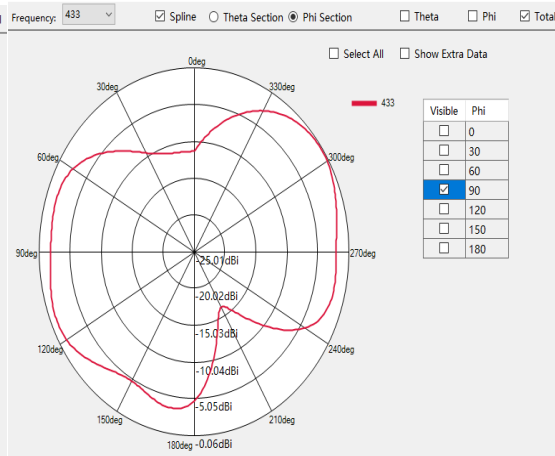 Frequency: 433 Spline Theta Section Phi Section Theta Phi Total
Select All Show Extra Data
0deg
30deg 330deg
433
Visible Phi
0
30
60deg 300deg
60
90
120
150
90deg 270deg
180
-25.01dBi
-20.02dBi
-15.03dBi
120deg 240deg
-10.04dBi
-5.05dBi
150deg 210deg
180deg -0.06dBi